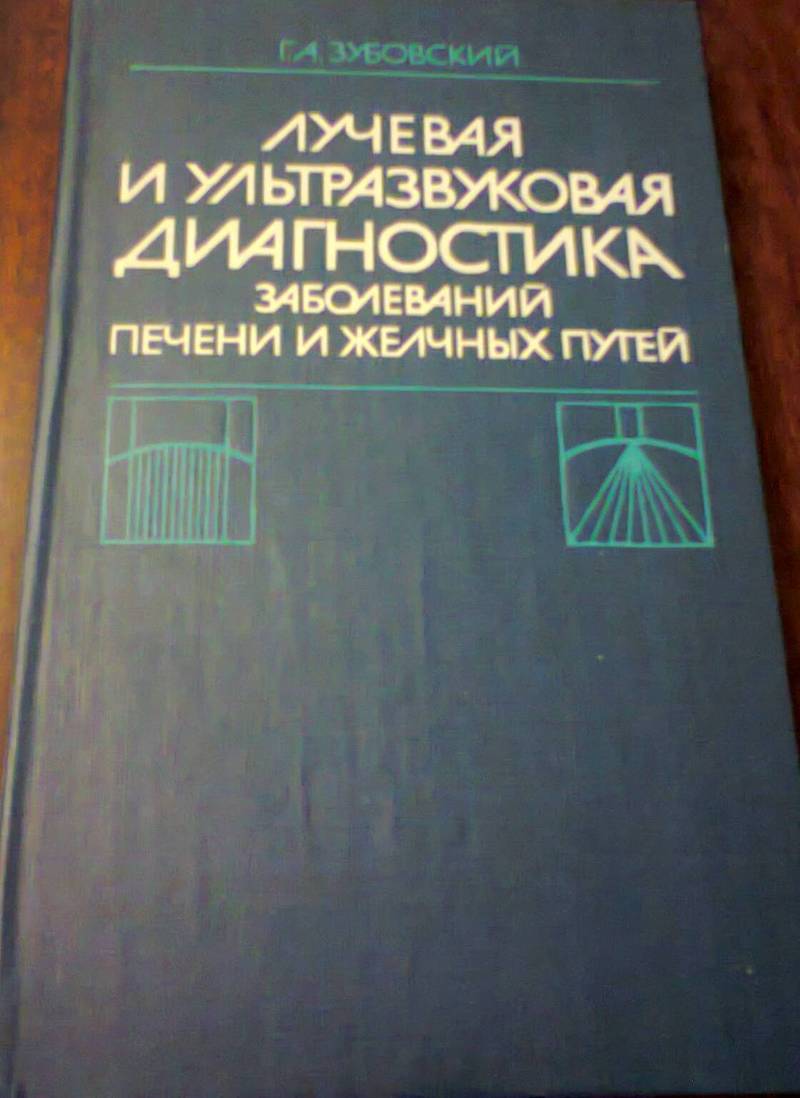 Г.А. ЗУБОВСКИЙ
ЛУЧЕВАЯ
И УЛЬТРАЗВУКОВАЯ
ДИАГНОСТИКА
ЗАБОЛЕВАНИЙ
ПЕЧЕНИ И ЖЕЛЧНЫХ ПУТЕЙ